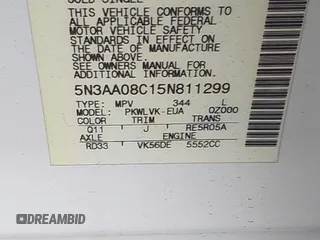 THIS VEHICLE CONFORMS TO
ALL APPLICABLE FEDERAL
MOTOR VEHICLE SAFETY
STANDARDS IN EFFECT ON
THE DATE OF MANUFACTURE
SHOWN ABOVE.
SEE OWNERS MANUAL FOR
ADDITIONAL INFORMATION
5N3AA08C15N811299
TYPE: MPV 344 L
MODEL: PKWLVK-EUA OZ000
COLOR TRIM TRANS
Q11 J RE5R05A
AXLE ENGINE
RD33 VK56DE 5552CC
DREAMBID